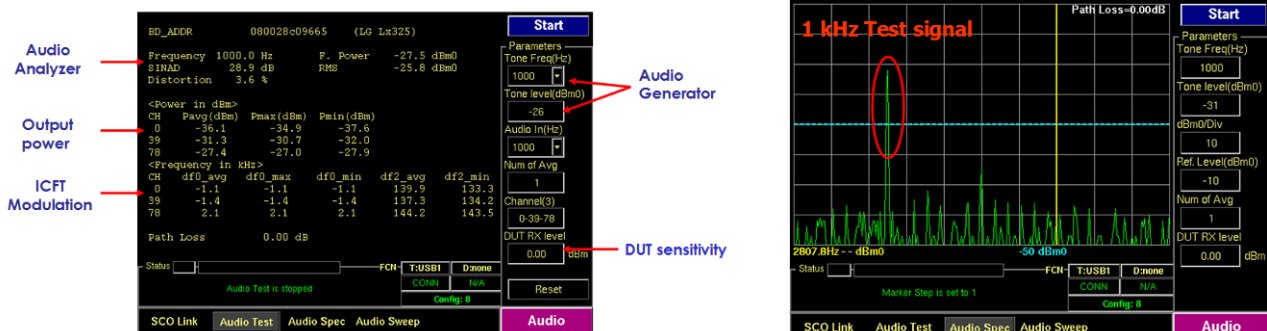 Audio
Analyzer
Output
power
ICFT
Modulation
BD_ADDR 080028c09665 (LG Lx325)
Frequency 1000.0 Hz F. Power -27.5 dBm0
SINAD 28.9 dB RMS -25.8 dBm0
Distortion 3.6 %
<Power in dBm>
CH Pavg(dBm) Pmax(dBm) Pmin(dBm)
0 -36.1 -34.9 -37.6
39 -31.3 -30.7 -32.0
78 -27.4 -27.0 -27.9
<Frequency in kHz>
CH df0_avg df0_max df0_min df2_avg df2_min
0 -1.1 -1.1 -1.1 139.9 133.3
39 -1.4 -1.4 -1.4 137.3 134.2
78 2.1 2.1 2.1 144.2 143.5
Path Loss 0.00 dB
Start
Parameters
Tone Freq(Hz)
1000
Tone level(dBm0)
-26
Audio In(Hz)
1000
Num of Avg
1
Channel(3)
0-39-78
DUT RX level
0.00 dBm
Reset
Status
Audio Test is stopped
FCN T:USB1 D:none
CONN N/A
Config: 8
SCO Link Audio Test Audio Spec Audio Sweep Audio
Audio
Generator
DUT sensitivity
Path Loss=0.00dB
1 kHz Test signal
2807.8Hz - - dBm0 -50 dBm0
Start
Parameters
Tone Freq(Hz)
1000
Tone level(dBm0)
-31
dBm0/Div
10
Ref. Level(dBm0)
-10
Num of Avg
1
DUT RX level
0.00 dBm
Status
Marker Step is set to 1
FCN T:USB1 D:none
CONN N/A
Config: 8
SCO Link Audio Test Audio Spec Audio Sweep Audio